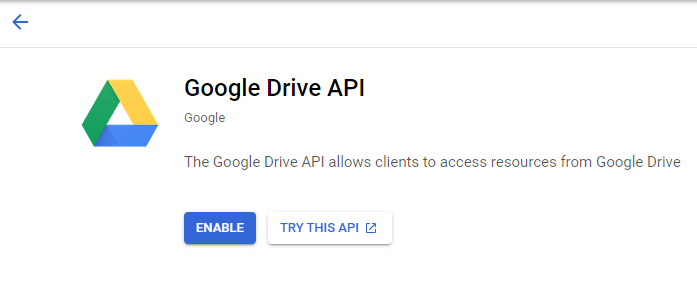 Google Drive API
Google
The Google Drive API allows clients to access resources from Google Drive
ENABLE
TRY THIS API